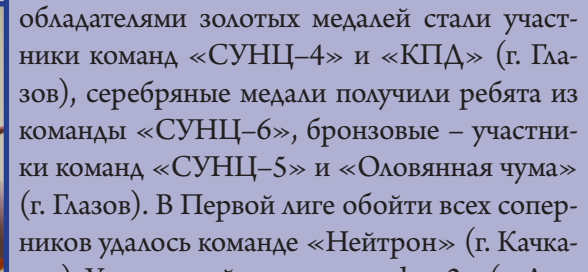 обладателями золотых медалей стали участ-
ники команд «СУНЦ–4» и «КПД» (г. Гла-
зов), серебряные медали получили ребята из
команды «СУНЦ–6», бронзовые – участни-
ки команд «СУНЦ–5» и «Оловянная чума»
(г. Глазов). В Первой лиге обойти всех сопер-
ников удалось команде «Нейтрон» (г. Качка-